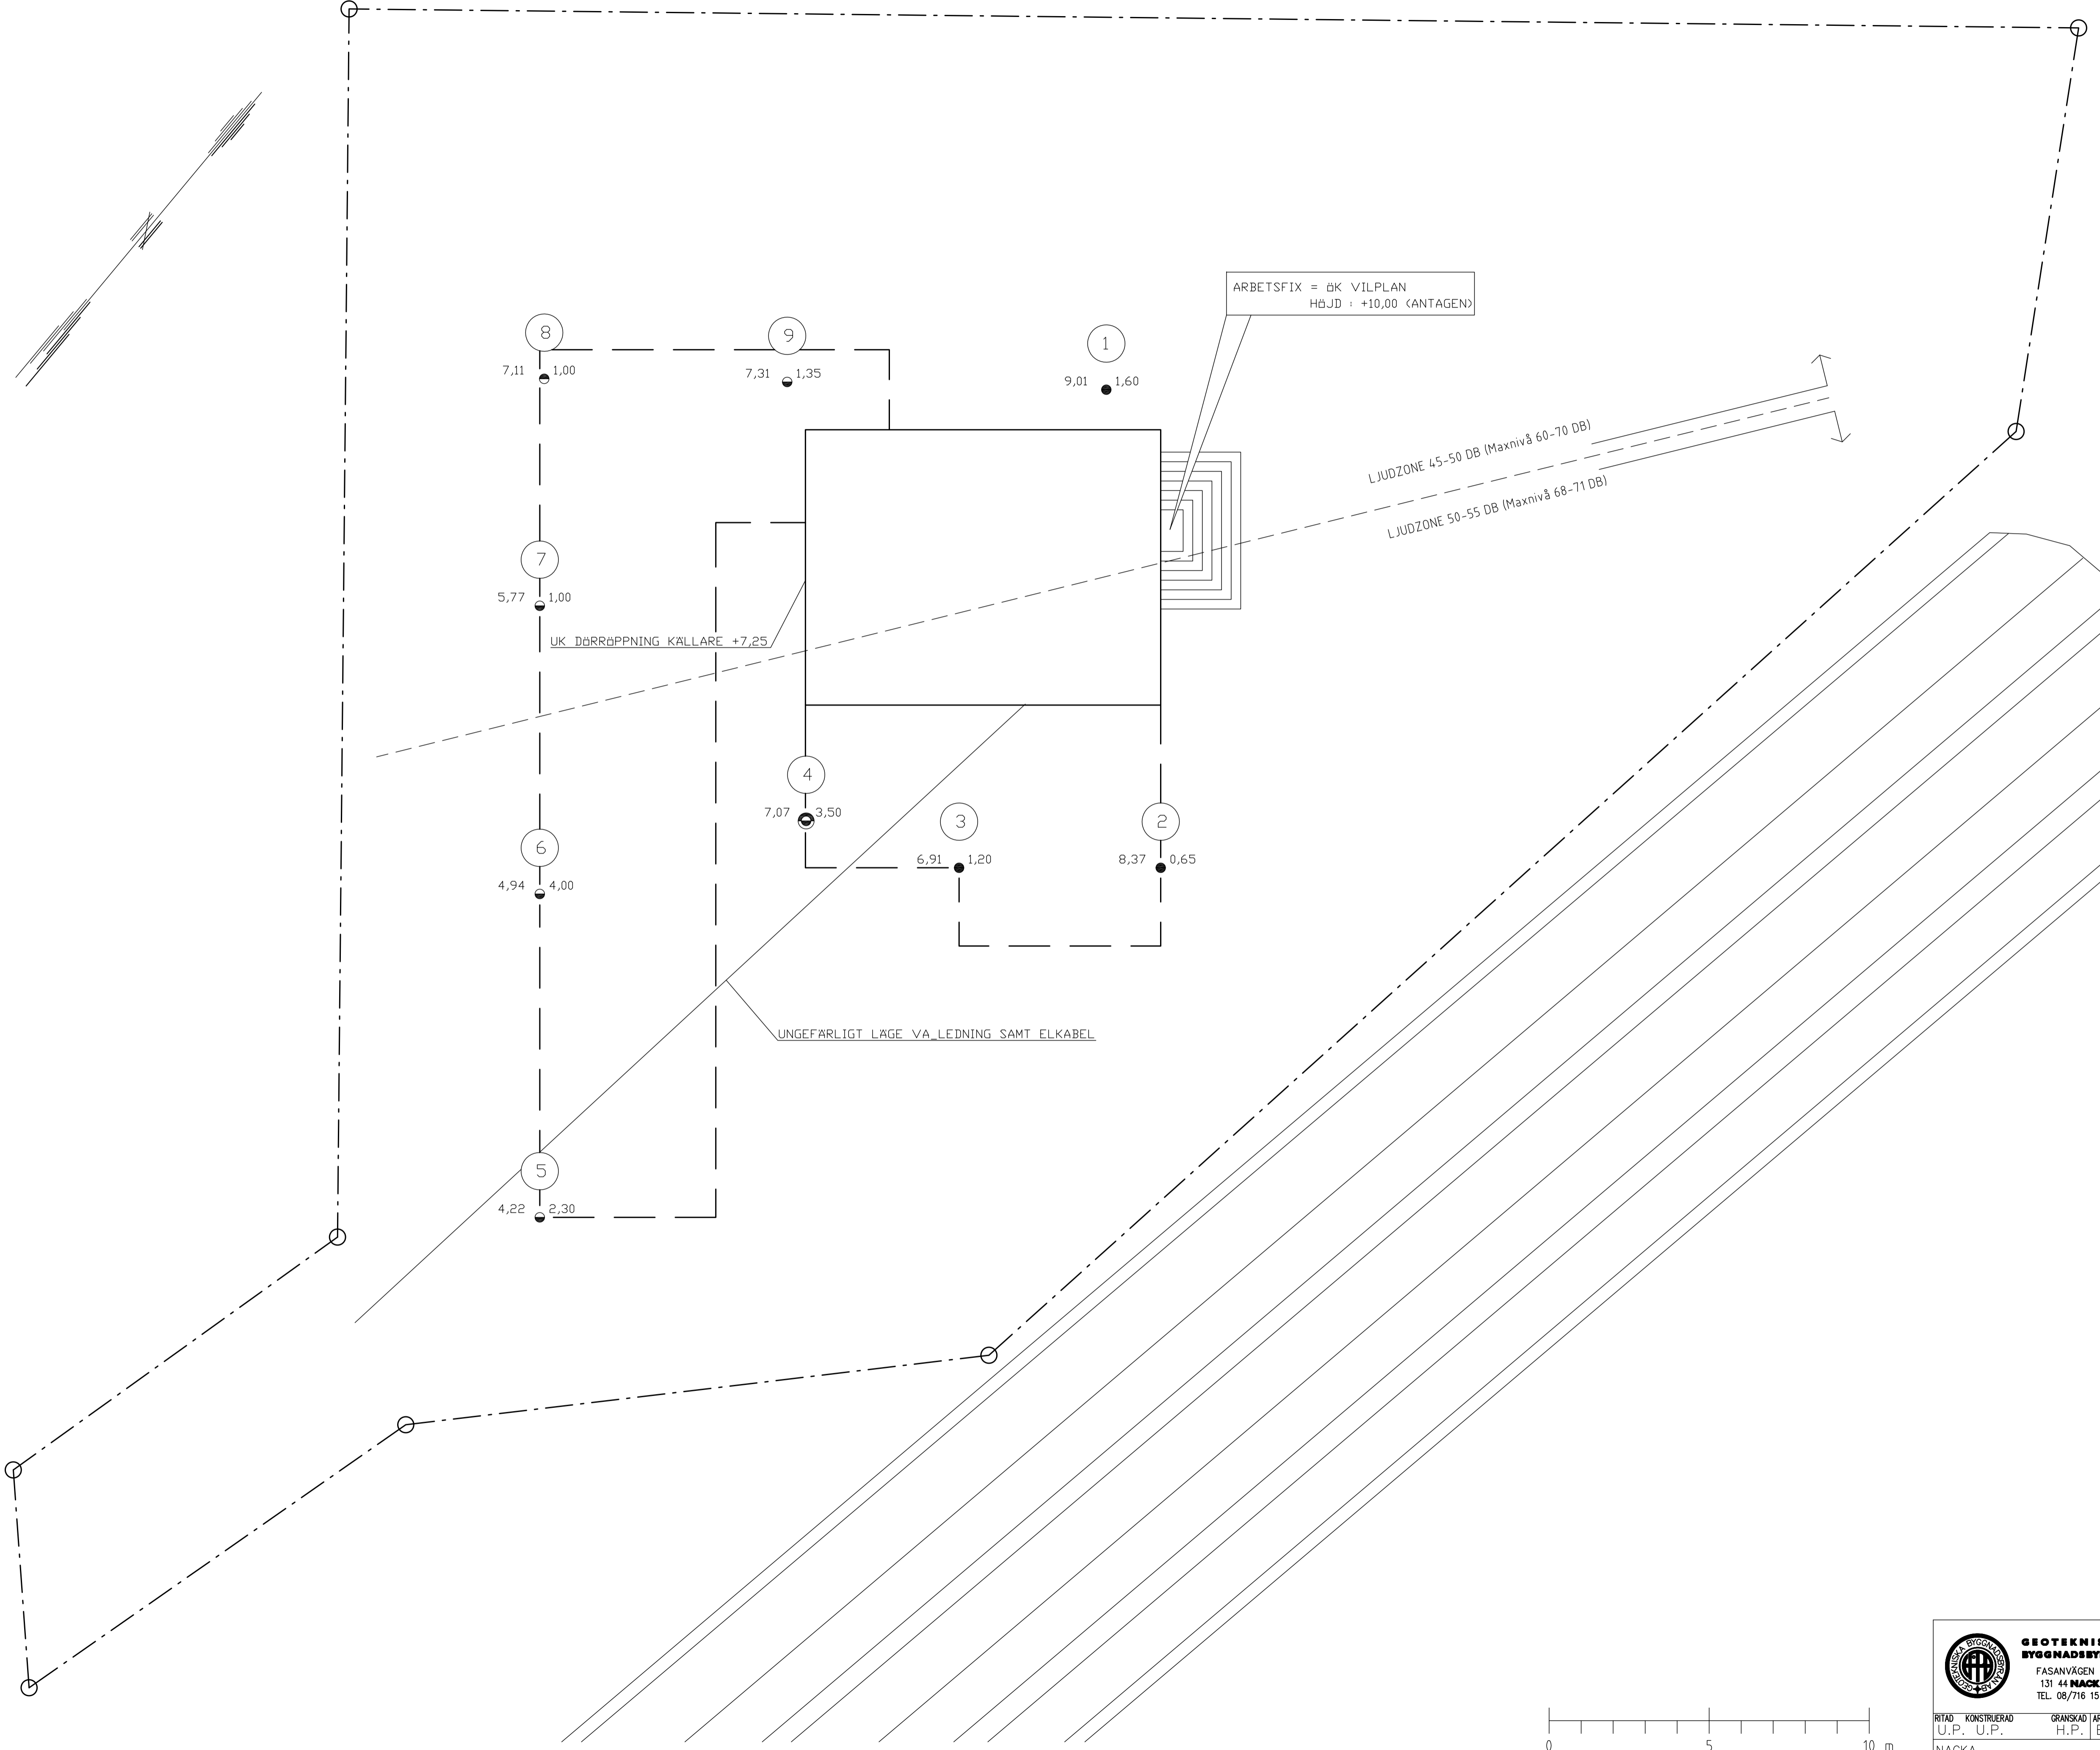 ARBETSFIX = ÖK VILPLAN
HÖJD : +10,00 (ANTAGEN)
8
7,11 1,00
9
7,31 1,35
1
9,01 1,60
LJUDZONE 45-50 DB (Maxnivå 60-70 DB)
LJUDZONE 50-55 DB (Maxnivå 68-71 DB)
7
5,77 1,00
UK DÖRRÖPPNING KÄLLARE +7,25
4
7,07 3,50
3
6,91 1,20
2
8,37 0,65
6
4,94 4,00
UNGEFÄRLIGT LÄGE VA_LEDNING SAMT ELKABEL
5
4,22 2,30
0 5 10 m
GEOTEKNISKA BYGGNADSBYRÅN AB
FASANVÄGEN
131 44
TEL. 08/716 15
RITAD KONSTRUERAD GRANSKAD
U.P. U.P. H.P.